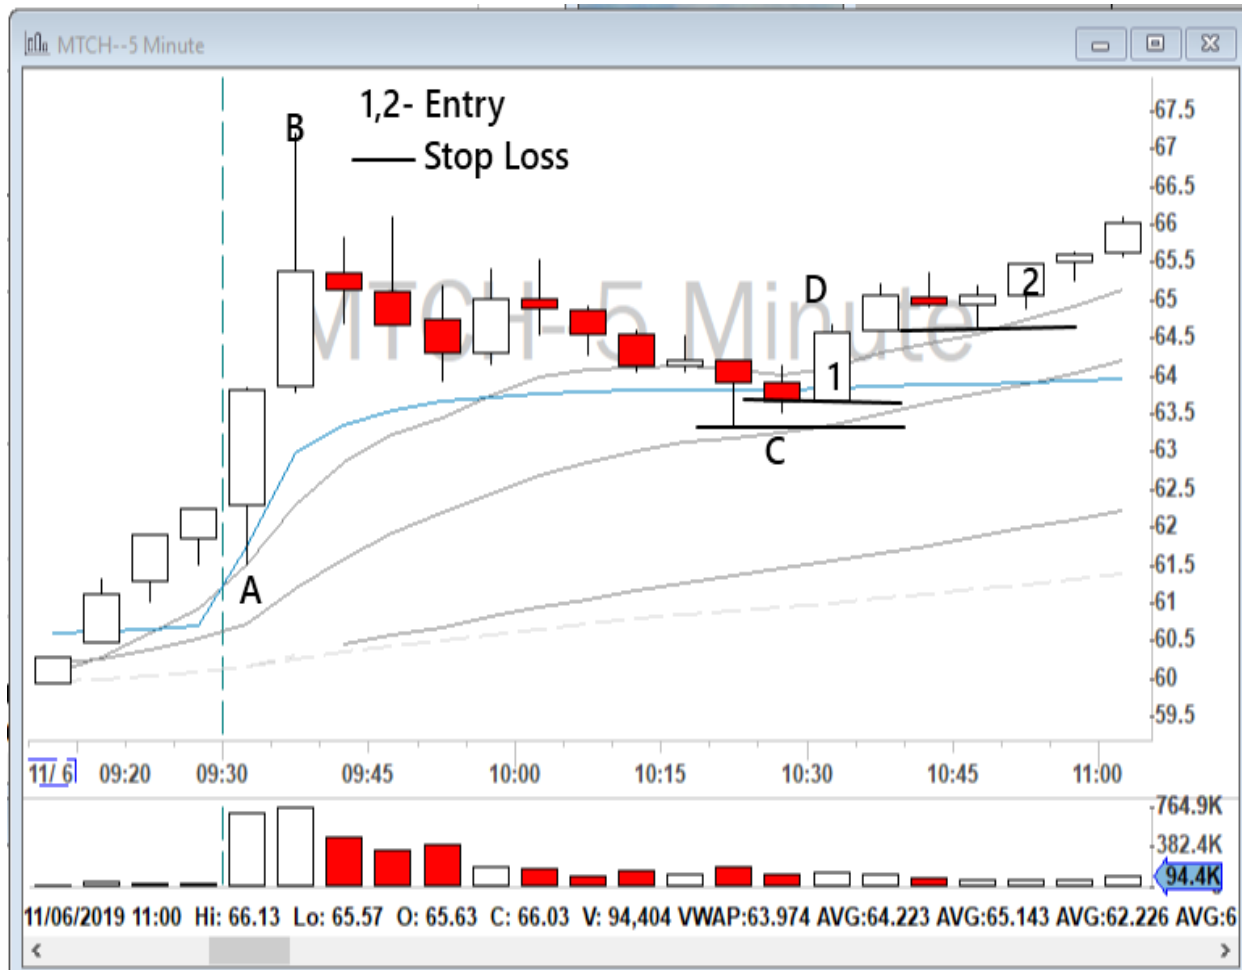 MTCH--5 Minute
1,2- Entry
Stop Loss
B
A
C
D
1
2
MTCH-5 Minute
67.5
67
66.5
66
65.5
65
64.5
64
63.5
63
62.5
62
61.5
61
60.5
60
59.5
11/ 6 09:20 09:30 09:45 10:00 10:15 10:30 10:45 11:00
764.9K
382.4K
94.4K
11/06/2019 11:00 Hi: 66.13 Lo: 65.57 O: 65.63 C: 66.03 V: 94,404 VWAP:63.974 AVG:64.223 AVG:65.143 AVG:62.226 AVG:6